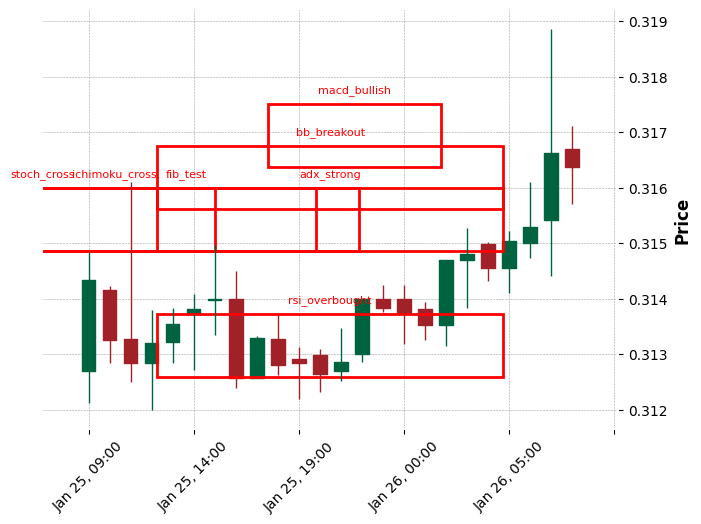 0.319
0.318
macd_bullish
0.317
bb_breakout
stoch_cross
ichimoku_cross
fib_test
adx_strong
0.316
0.315
Price
rsi_overbought
0.314
0.313
0.312
Jan 25, 09:00
Jan 25, 14:00
Jan 25, 19:00
Jan 26, 00:00
Jan 26, 05:00